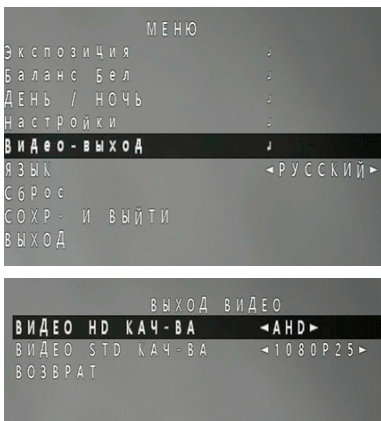 МЕНЮ
ЭкспозиЦия ↲
Баланс Бел ↲
ДЕНЬ / НОЧЬ ↲
НастРойки ↲
ВиДео-выхоД ↲
ЯЗЫК ◄РУССКИЙ►
СбРос
СОХР- И ВЫЙТИ
ВЫХОД
ВЫХОД ВИДЕО
ВИДЕО HD КАЧ-ВА ◄AHD►
ВИДЕО STD КАЧ-ВА ◄1080P25►
ВОЗВРАТ